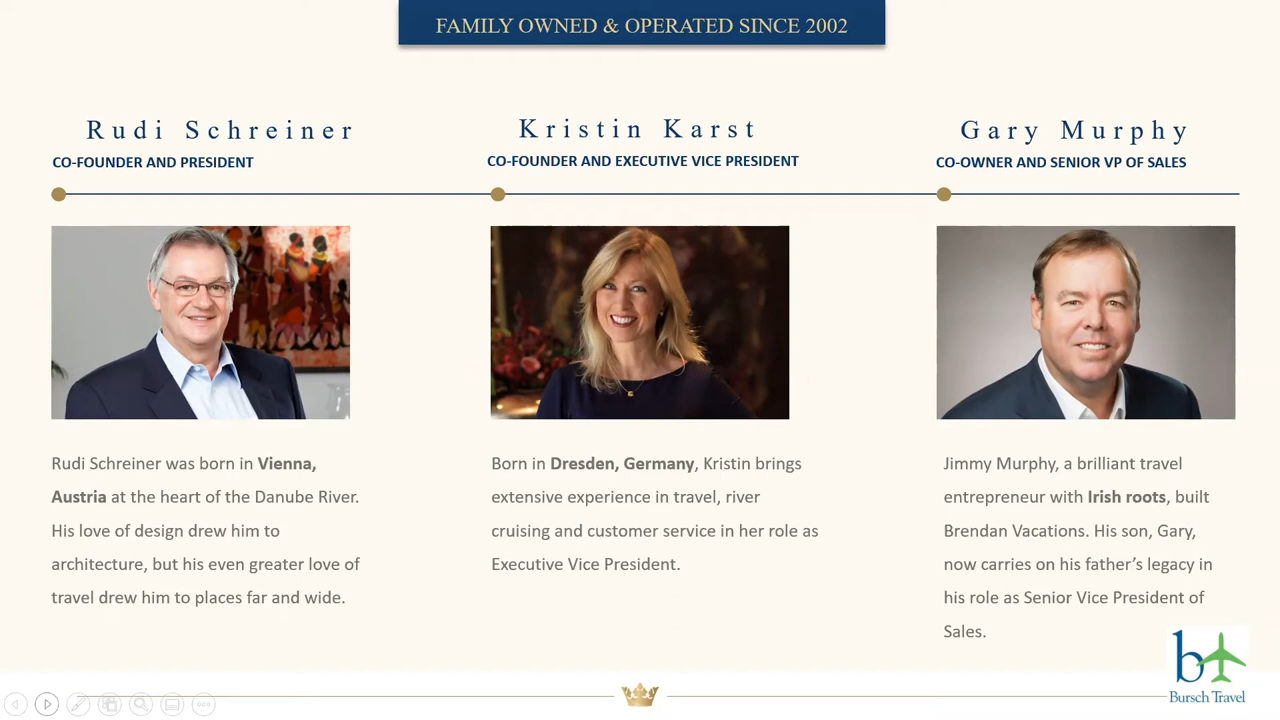 FAMILY OWNED & OPERATED SINCE 2002
Rudi Schreiner
CO-FOUNDER AND PRESIDENT
Rudi Schreiner was born in Vienna,
Austria at the heart of the Danube River.
His love of design drew him to
architecture, but his even greater love of
travel drew him to places far and wide.
Kristin Karst
CO-FOUNDER AND EXECUTIVE VICE PRESIDENT
Born in Dresden, Germany, Kristin brings
extensive experience in travel, river
cruising and customer service in her role as
Executive Vice President.
Gary Murphy
CO-OWNER AND SENIOR VP OF SALES
Jimmy Murphy, a brilliant travel
entrepreneur with Irish roots, built
Brendan Vacations. His son, Gary,
now carries on his father’s legacy in
his role as Senior Vice President of
Sales.
b
Bursch Travel